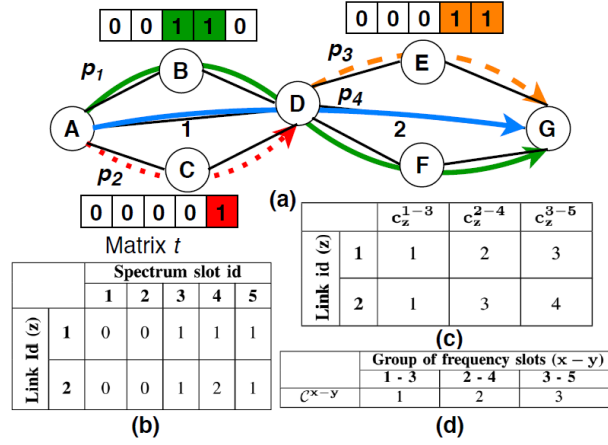 0 0 1 1 0
0 0 0 1 1
p1
B
p3
E
A
1
D
p4
2
G
p2
C
F
0 0 0 0 1
(a)
Matrix t
Spectrum slot id
1 2 3 4 5
Link Id (z)
1 0 0 1 1 1
2 0 0 1 2 1
(b)
c_z^{1-3} c_z^{2-4} c_z^{3-5}
Link id (z)
1 1 2 3
2 1 3 4
(c)
Group of frequency slots (x − y)
1 - 3 2 - 4 3 - 5
C^{x−y} 1 2 3
(d)